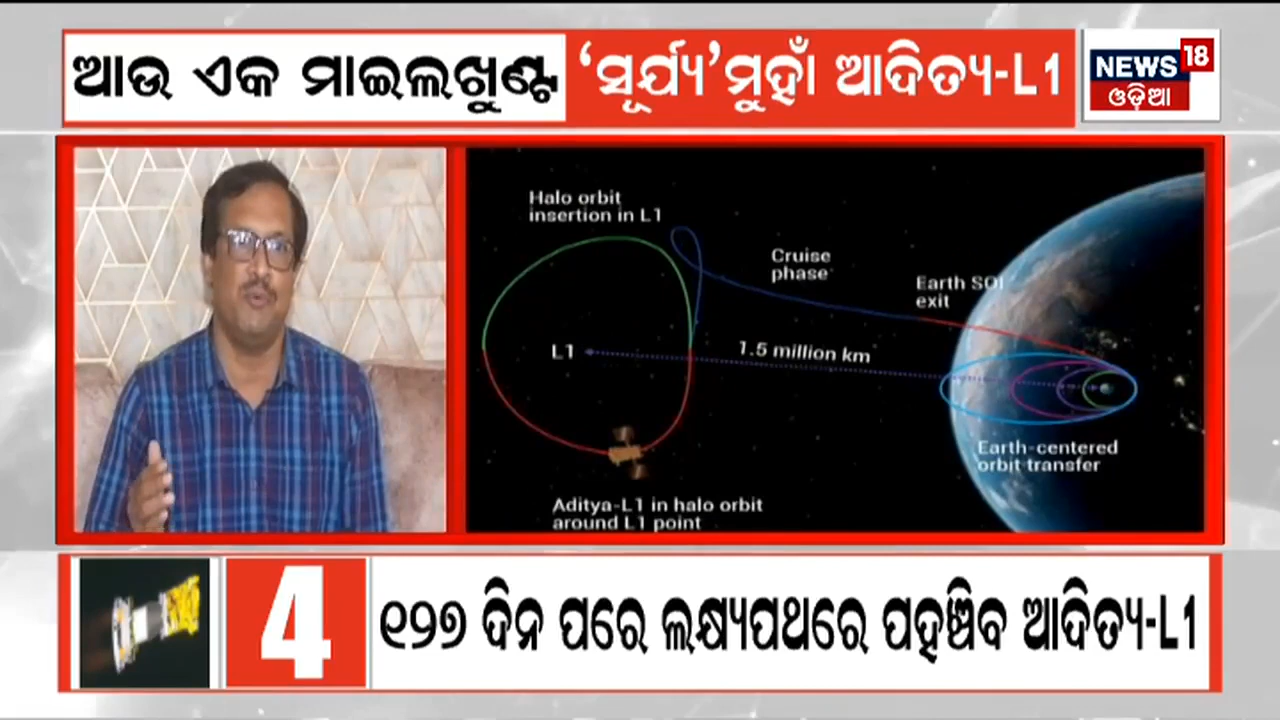 ଆଉ ଏକ ମାଇଲଖୁଣ୍ଟ
‘ସୂର୍ଯ୍ୟ’ମୁହାଁ ଆଦିତ୍ୟ-L1
NEWS 18
ଓଡ଼ିଆ
Halo orbit
insertion in L1
Cruise
phase
Earth SOI
exit
L1
1.5 million km
Earth-centered
orbit transfer
Aditya-L1 in halo orbit
around L1 point
4
୧୨୭ ଦିନ ପରେ ଲକ୍ଷ୍ୟପଥରେ ପହଞ୍ଚିବ ଆଦିତ୍ୟ-L1